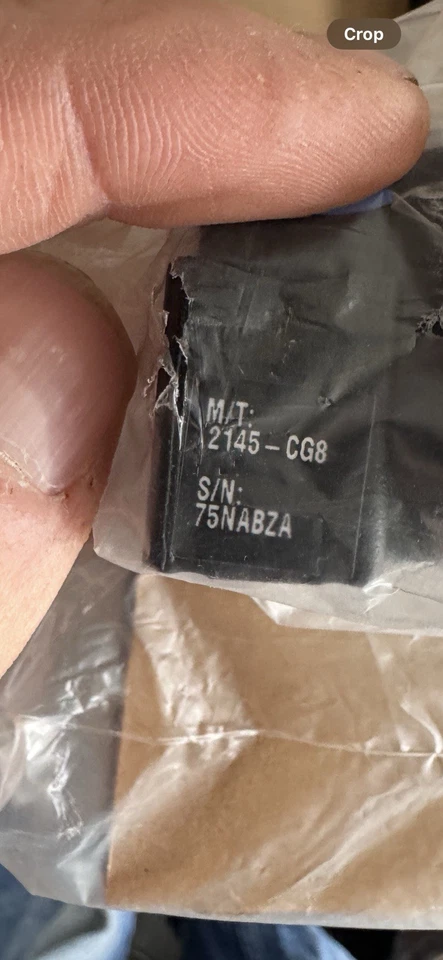 Crop
M/T:
2145-CG8
S/N:
75NABZA